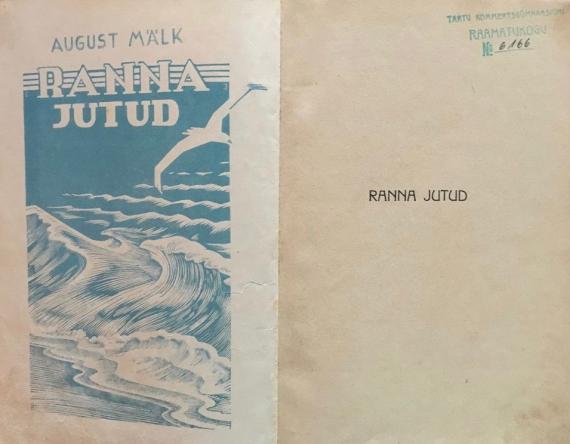 AUGUST MÄLK
RANNA
JUTUD
TARTU KOMMERTSGÜMNAASIUMI
RAAMATUKOGU
№ 6166
RANNA JUTUD